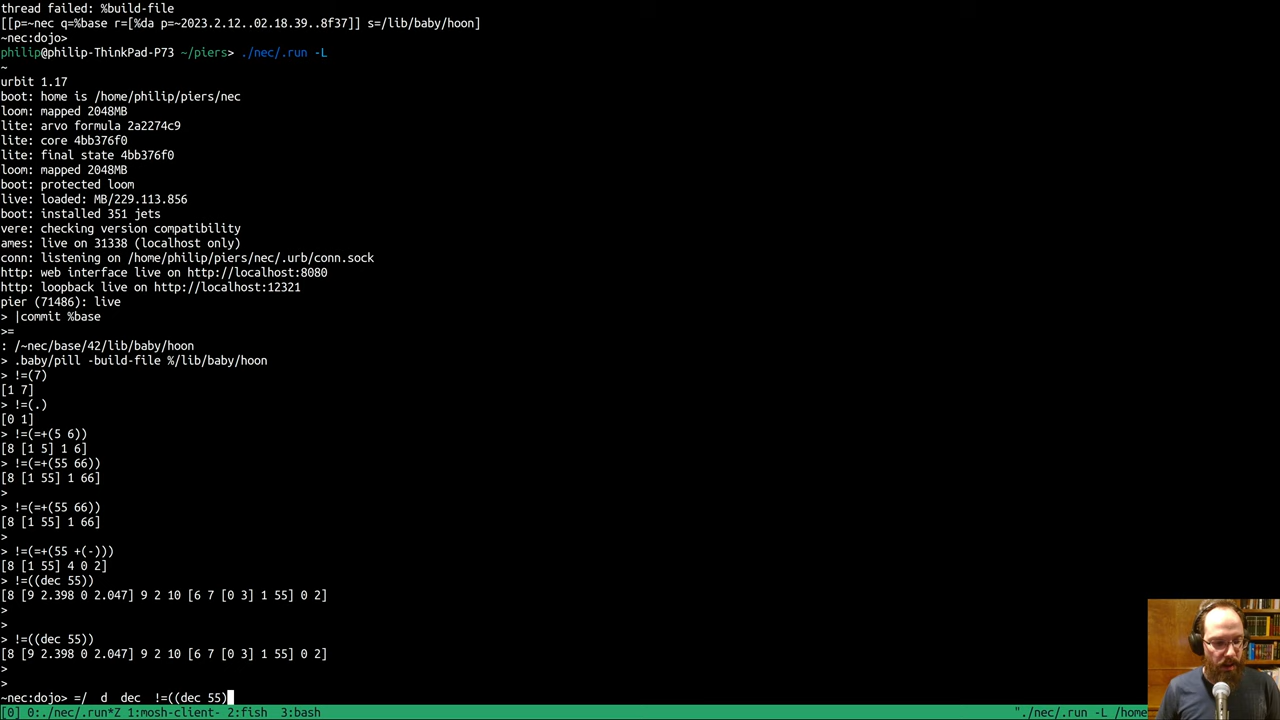 thread failed: %build-file
[[p=~nec q=%base r=[%da p=~2023.2.12..02.18.39..8f37]] s=/lib/baby/hoon]
~nec:dojo>
philip@philip-ThinkPad-P73 ~/piers> ./nec/.run -L
~
urbit 1.17
boot: home is /home/philip/piers/nec
loom: mapped 2048MB
lite: arvo formula 2a2274c9
lite: core 4bb376f0
lite: final state 4bb376f0
loom: mapped 2048MB
boot: protected loom
live: loaded: MB/229.113.856
boot: installed 351 jets
vere: checking version compatibility
ames: live on 31338 (localhost only)
conn: listening on /home/philip/piers/nec/.urb/conn.sock
http: web interface live on http://localhost:8080
http: loopback live on http://localhost:12321
pier (71486): live
> |commit %base
>=
: /~nec/base/42/lib/baby/hoon
> .baby/pill -build-file %/lib/baby/hoon
> !=(7)
[1 7]
> !=(.)
[0 1]
> !=(=+(5 6))
[8 [1 5] 1 6]
> !=(=+(55 66))
[8 [1 55] 1 66]
>
> !=(=+(55 66))
[8 [1 55] 1 66]
>
> !=(=+(55 +(-)))
[8 [1 55] 4 0 2]
> !=((dec 55))
[8 [9 2.398 0 2.047] 9 2 10 [6 7 [0 3] 1 55] 0 2]
>
>
> !=((dec 55))
[8 [9 2.398 0 2.047] 9 2 10 [6 7 [0 3] 1 55] 0 2]
>
>
~nec:dojo> =/  d  dec  !=((dec 55)
[0] 0:./nec/.run*Z 1:mosh-client- 2:fish  3:bash "./nec/.run -L /home